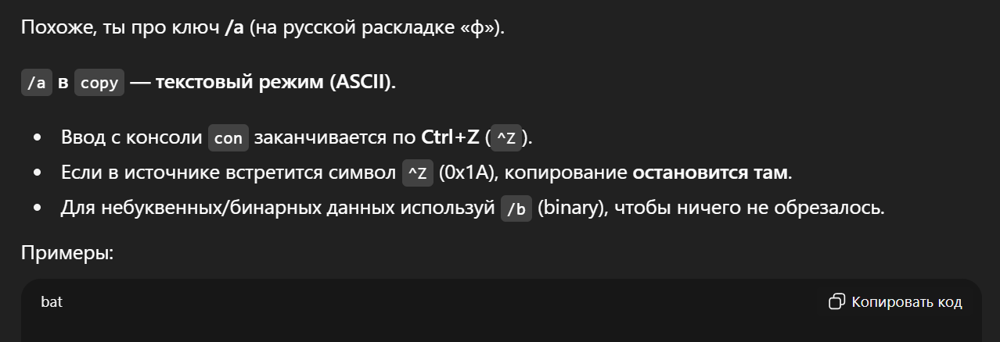 Похоже, ты про ключ /a (на русской раскладке «ф»).
/a в copy — текстовый режим (ASCII).
• Ввод с консоли con заканчивается по Ctrl+Z (^Z).
• Если в источнике встретится символ ^Z (0x1A), копирование остановится там.
• Для небуквенных/бинарных данных используй /b (binary), чтобы ничего не обрезалось.
Примеры:
bat Копировать код